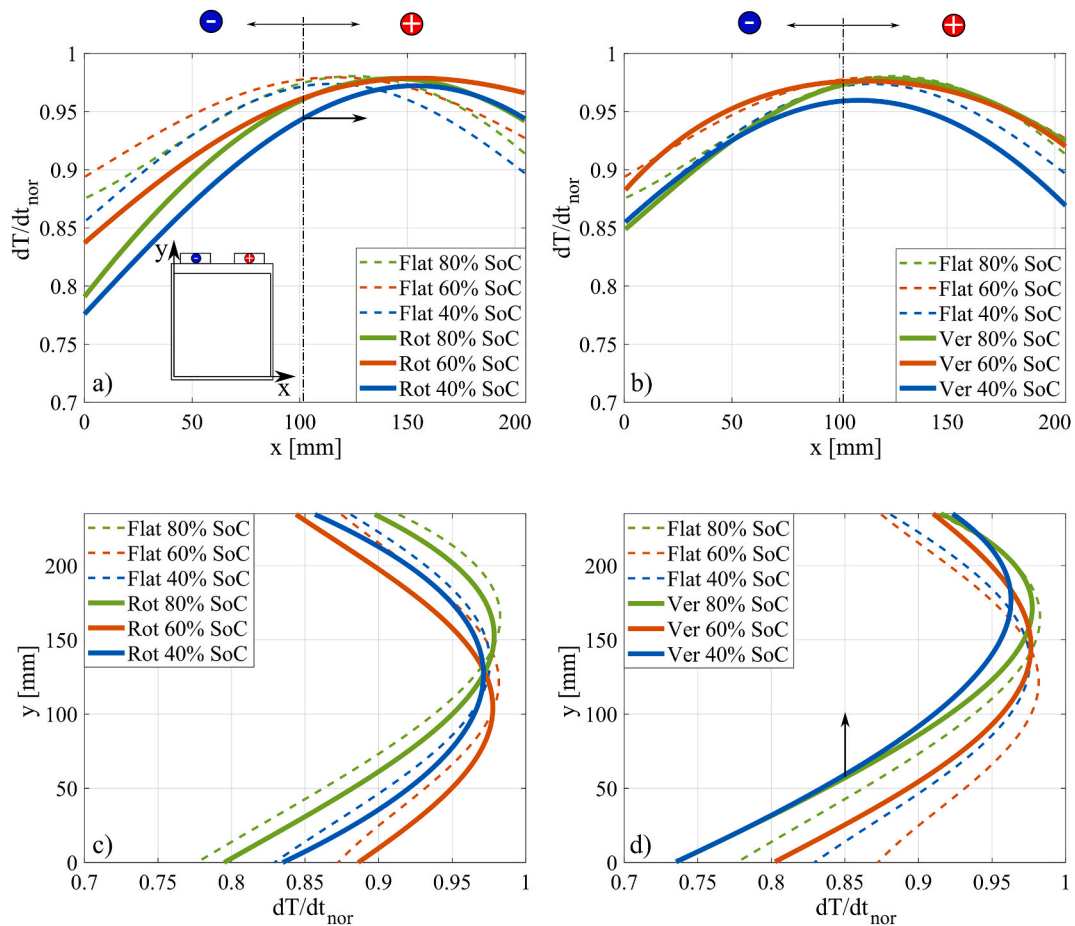 - +
- +
1
0.95
0.9
0.85
0.8
0.75
0.7
dT/dt_nor
y
- +
x
Flat 80% SoC
Flat 60% SoC
Flat 40% SoC
Rot 80% SoC
Rot 60% SoC
Rot 40% SoC
a)
0 50 100 150 200
x [mm]
1
0.95
0.9
0.85
0.8
0.75
0.7
dT/dt_nor
Flat 80% SoC
Flat 60% SoC
Flat 40% SoC
Ver 80% SoC
Ver 60% SoC
Ver 40% SoC
b)
0 50 100 150 200
x [mm]
Flat 80% SoC
Flat 60% SoC
Flat 40% SoC
Rot 80% SoC
Rot 60% SoC
Rot 40% SoC
200
150
100
50
0
y [mm]
c)
0.7 0.75 0.8 0.85 0.9 0.95 1
dT/dt_nor
Flat 80% SoC
Flat 60% SoC
Flat 40% SoC
Ver 80% SoC
Ver 60% SoC
Ver 40% SoC
200
150
100
50
0
y [mm]
d)
0.7 0.75 0.8 0.85 0.9 0.95 1
dT/dt_nor